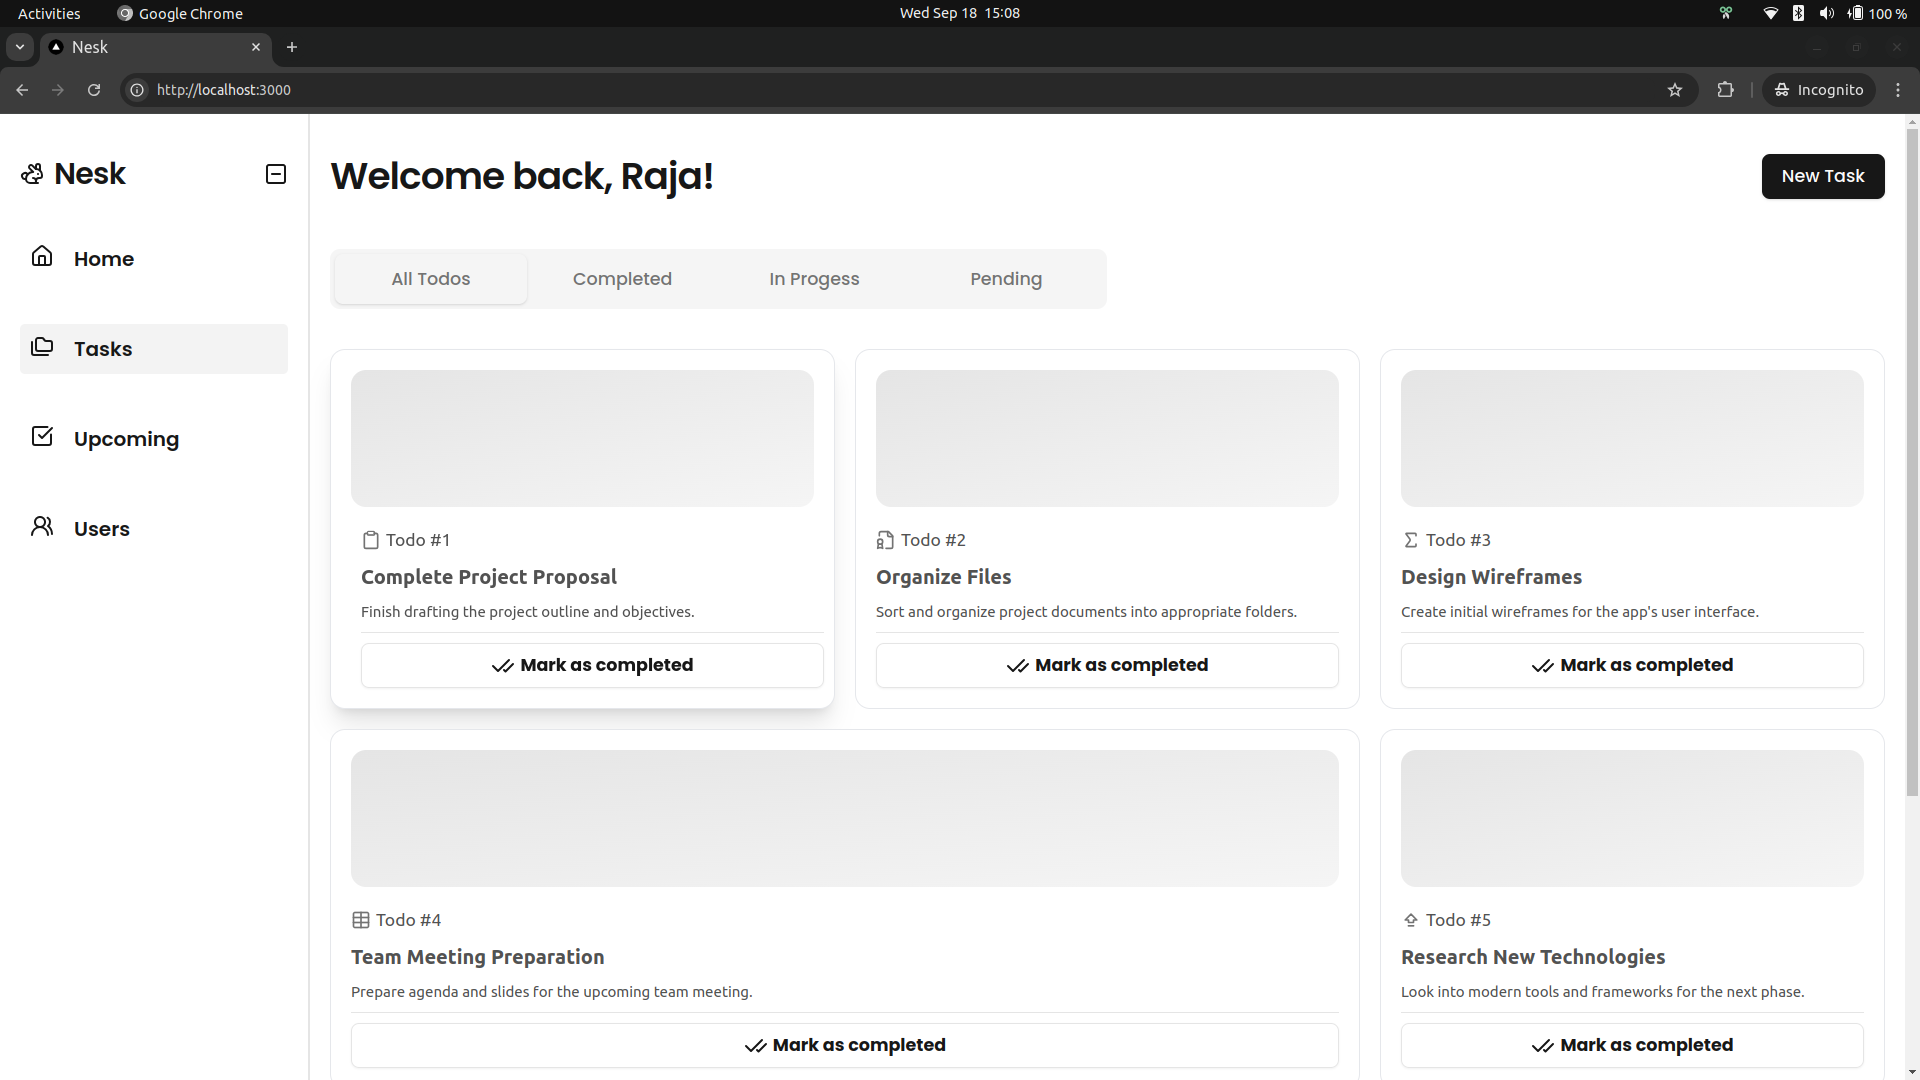 Activities Google Chrome Wed Sep 18 15:08 100 %
Nesk
http://localhost:3000 Incognito
Nesk
Home
Tasks
Upcoming
Users
Welcome back, Raja! New Task
All Todos Completed In Progess Pending
Todo #1
Complete Project Proposal
Finish drafting the project outline and objectives.
Mark as completed
Todo #2
Organize Files
Sort and organize project documents into appropriate folders.
Mark as completed
Todo #3
Design Wireframes
Create initial wireframes for the app's user interface.
Mark as completed
Todo #4
Team Meeting Preparation
Prepare agenda and slides for the upcoming team meeting.
Mark as completed
Todo #5
Research New Technologies
Look into modern tools and frameworks for the next phase.
Mark as completed